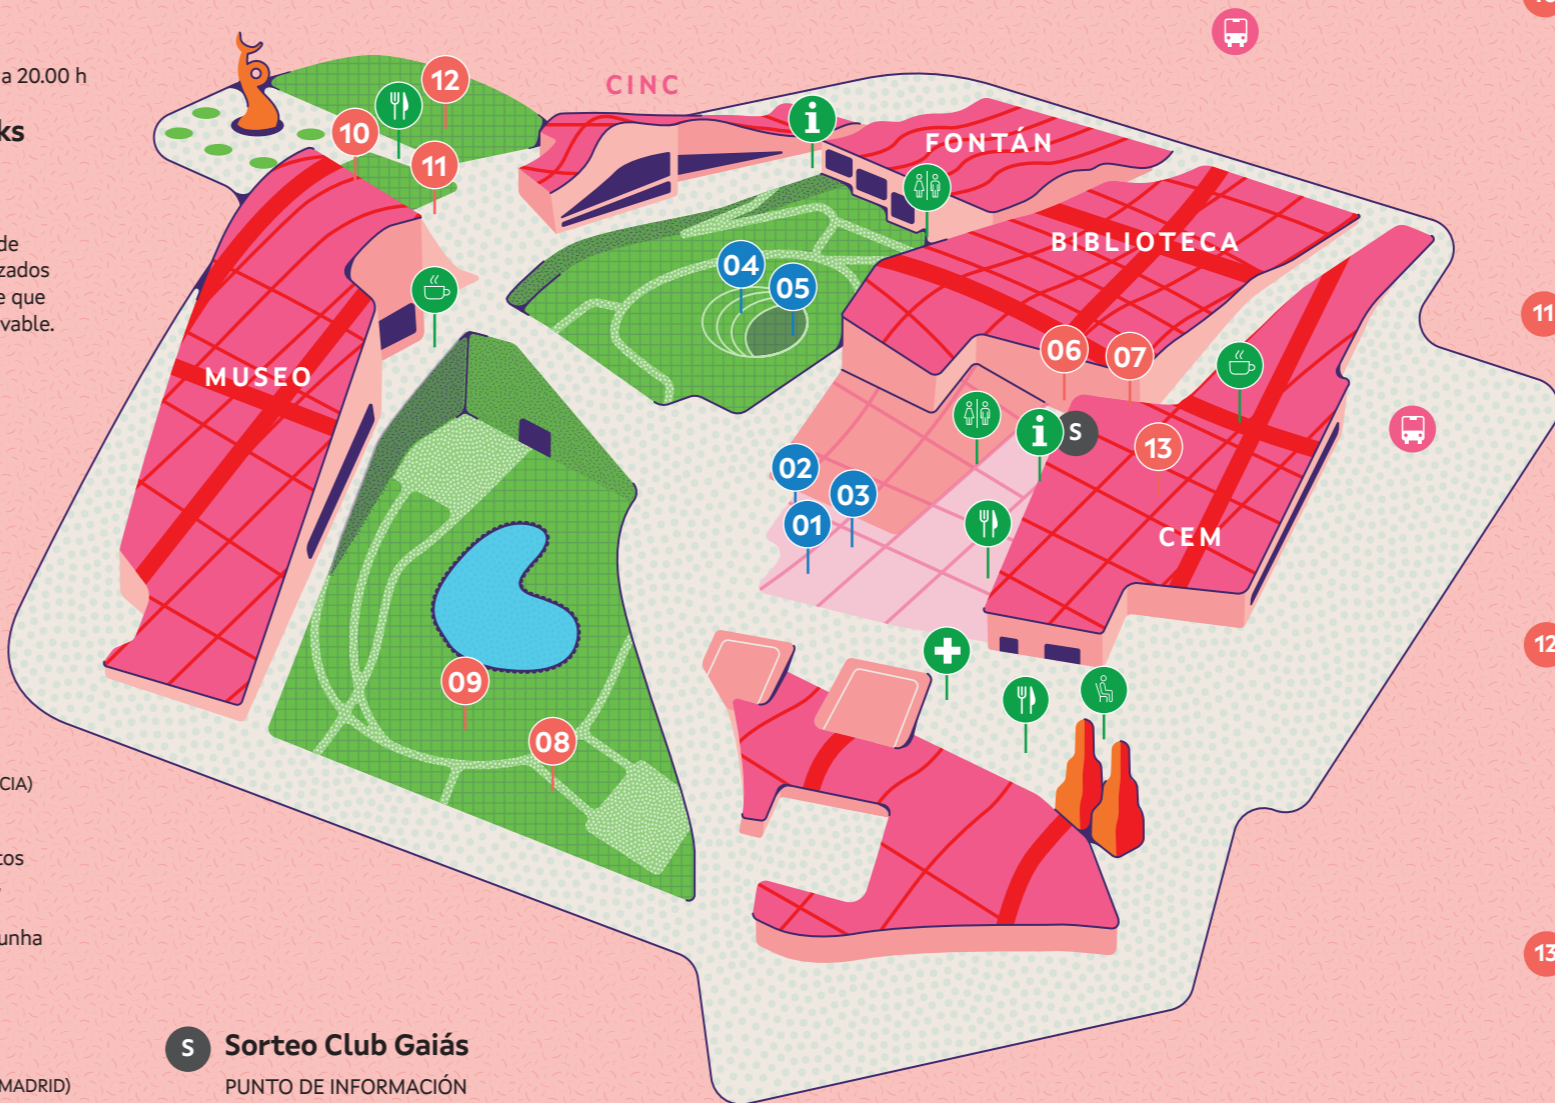 a 20.00 h
ks
de
zados
e que
vable.
CIA)
tos
unha
MADRID)
CINC
FONTÁN
BIBLIOTECA
MUSEO
CEM
12
10
11
i
04
05
06
07
i
S
13
02
03
01
09
08
11
12
13
S Sorteo Club Gaiás
PUNTO DE INFORMACIÓN